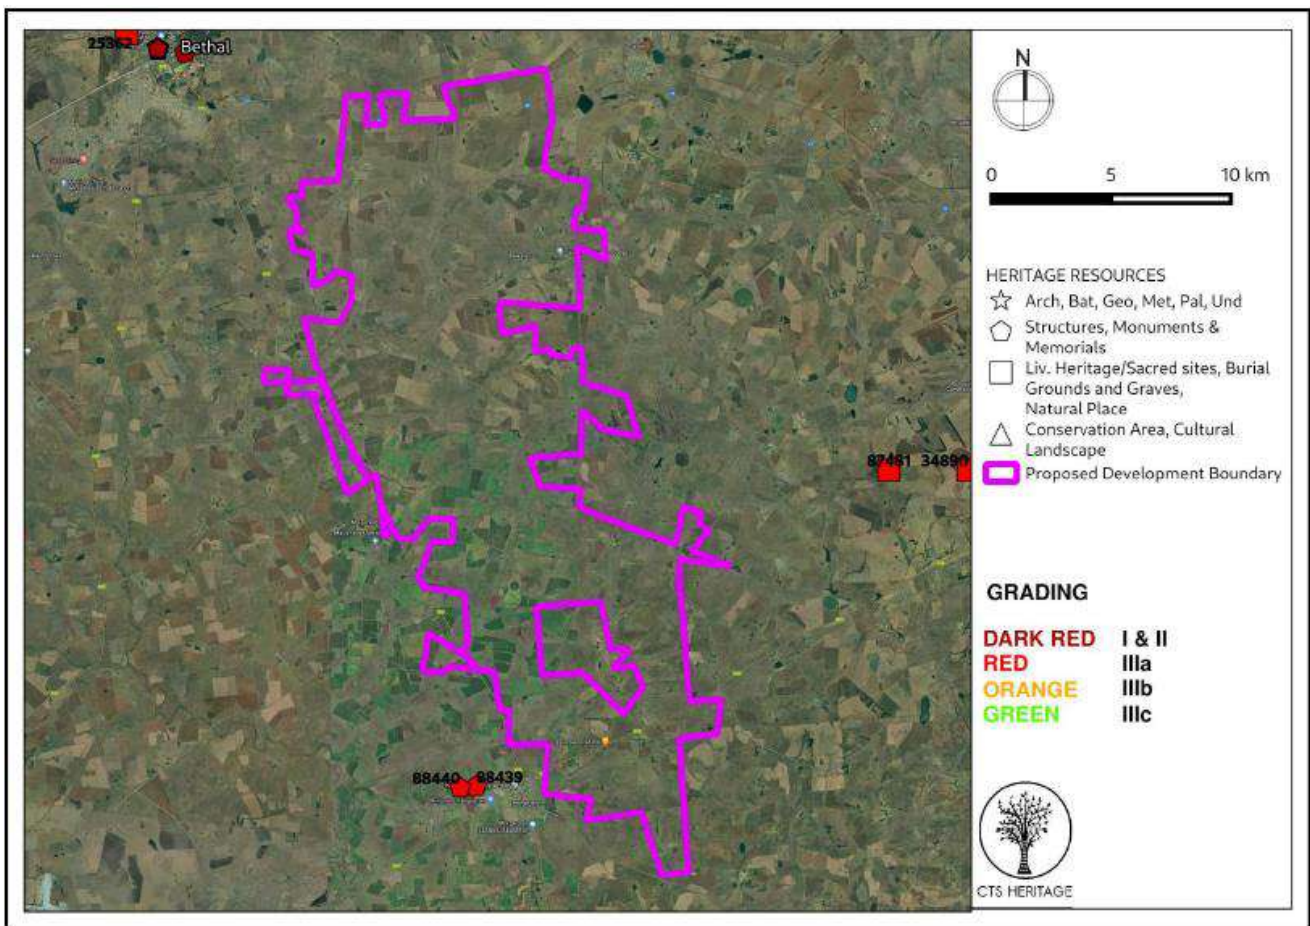 25362
Bethal
87481
34890
88440
88439
N
0 5 10 km
HERITAGE RESOURCES
Arch, Bat, Geo, Met, Pal, Und
Structures, Monuments &
Memorials
Liv. Heritage/Sacred sites, Burial
Grounds and Graves,
Natural Place
Conservation Area, Cultural
Landscape
Proposed Development Boundary
GRADING
DARK RED I & II
RED IIIa
ORANGE IIIb
GREEN IIIc
CTS HERITAGE